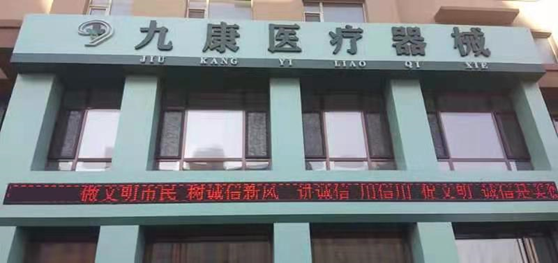 九康医疗器械
JIU KANG YI LIAO QI XIE
做文明市民 树诚信新风 讲诚信 用信用 促文明 诚信是